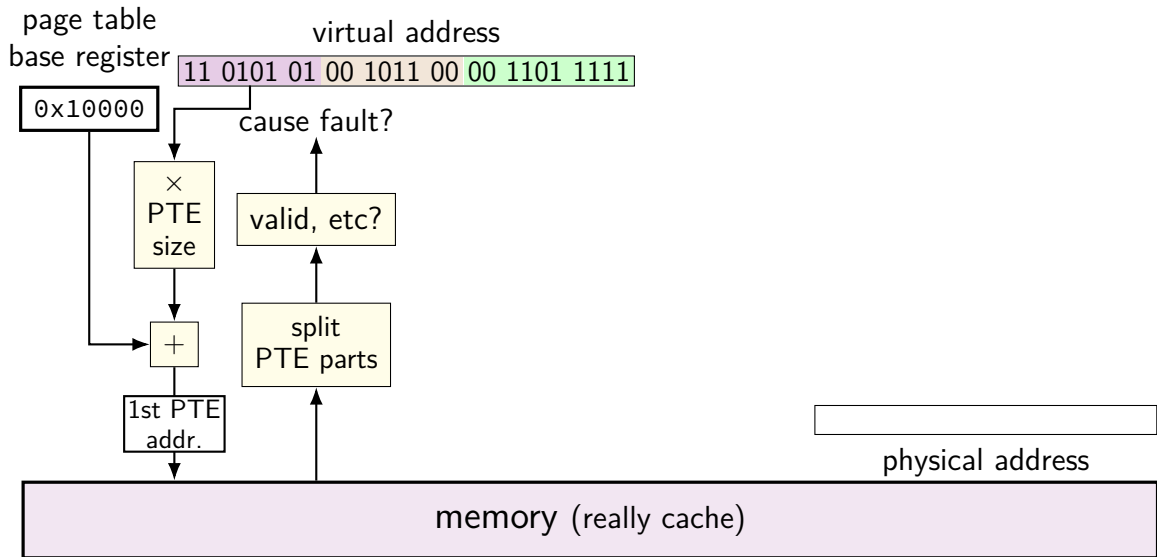 page table
base register
virtual address
11 0101 01 00 1011 00 00 1101 1111
0x10000
cause fault?
×
PTE
size
valid, etc?
split
PTE parts
+
1st PTE
addr.
physical address
memory (really cache)